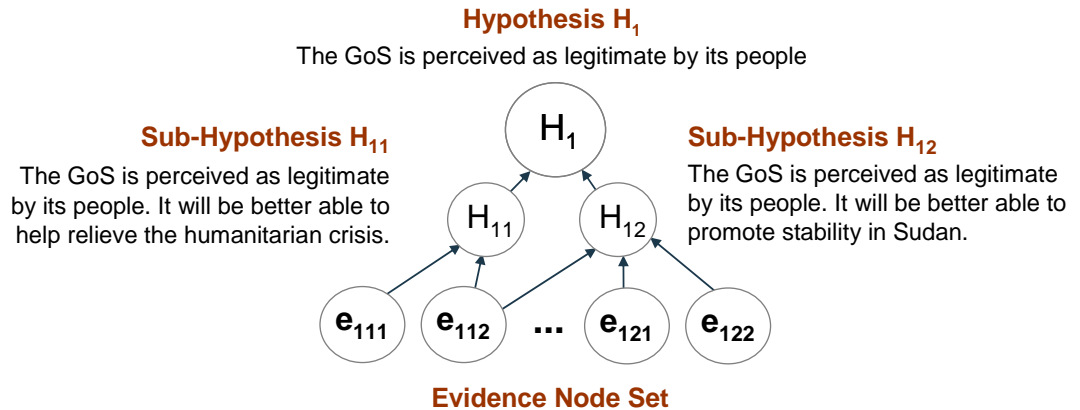 Hypothesis H1
The GoS is perceived as legitimate by its people
Sub-Hypothesis H11
The GoS is perceived as legitimate
by its people. It will be better able to
help relieve the humanitarian crisis.
H1
Sub-Hypothesis H12
The GoS is perceived as legitimate
by its people. It will be better able to
promote stability in Sudan.
H11
H12
e111
e112
...
e121
e122
Evidence Node Set